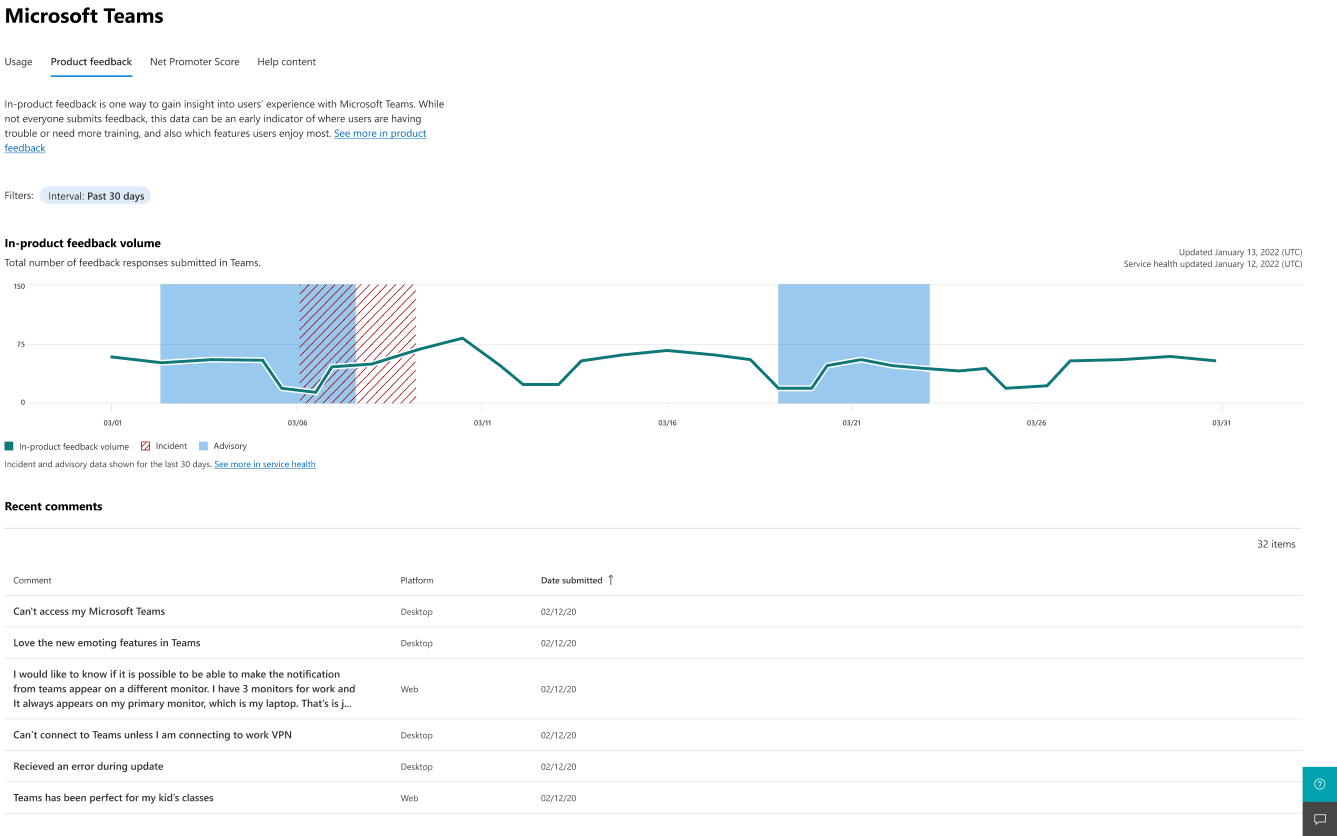 Microsoft Teams
Usage Product feedback Net Promoter Score Help content
In-product feedback is one way to gain insight into users' experience with Microsoft Teams. While
not everyone submits feedback, this data can be an early indicator of where users are having
trouble or need more training, and also which features users enjoy most. See more in product
feedback
Filters: Interval: Past 30 days
In-product feedback volume
Total number of feedback responses submitted in Teams.
Updated January 13, 2022 (UTC)
Service health updated January 12, 2022 (UTC)
150
75
0
03/01 03/06 03/11 03/16 03/21 03/26 03/31
In-product feedback volume Incident Advisory
Incident and advisory data shown for the last 30 days. See more in service health
Recent comments
32 items
Comment Platform Date submitted ↑
Can't access my Microsoft Teams Desktop 02/12/20
Love the new emoting features in Teams Desktop 02/12/20
I would like to know if it is possible to be able to make the notification
from teams appear on a different monitor. I have 3 monitors for work and
It always appears on my primary monitor, which is my laptop. That's is j...
Web 02/12/20
Can't connect to Teams unless I am connecting to work VPN Desktop 02/12/20
Recieved an error during update Desktop 02/12/20
Teams has been perfect for my kid's classes Web 02/12/20